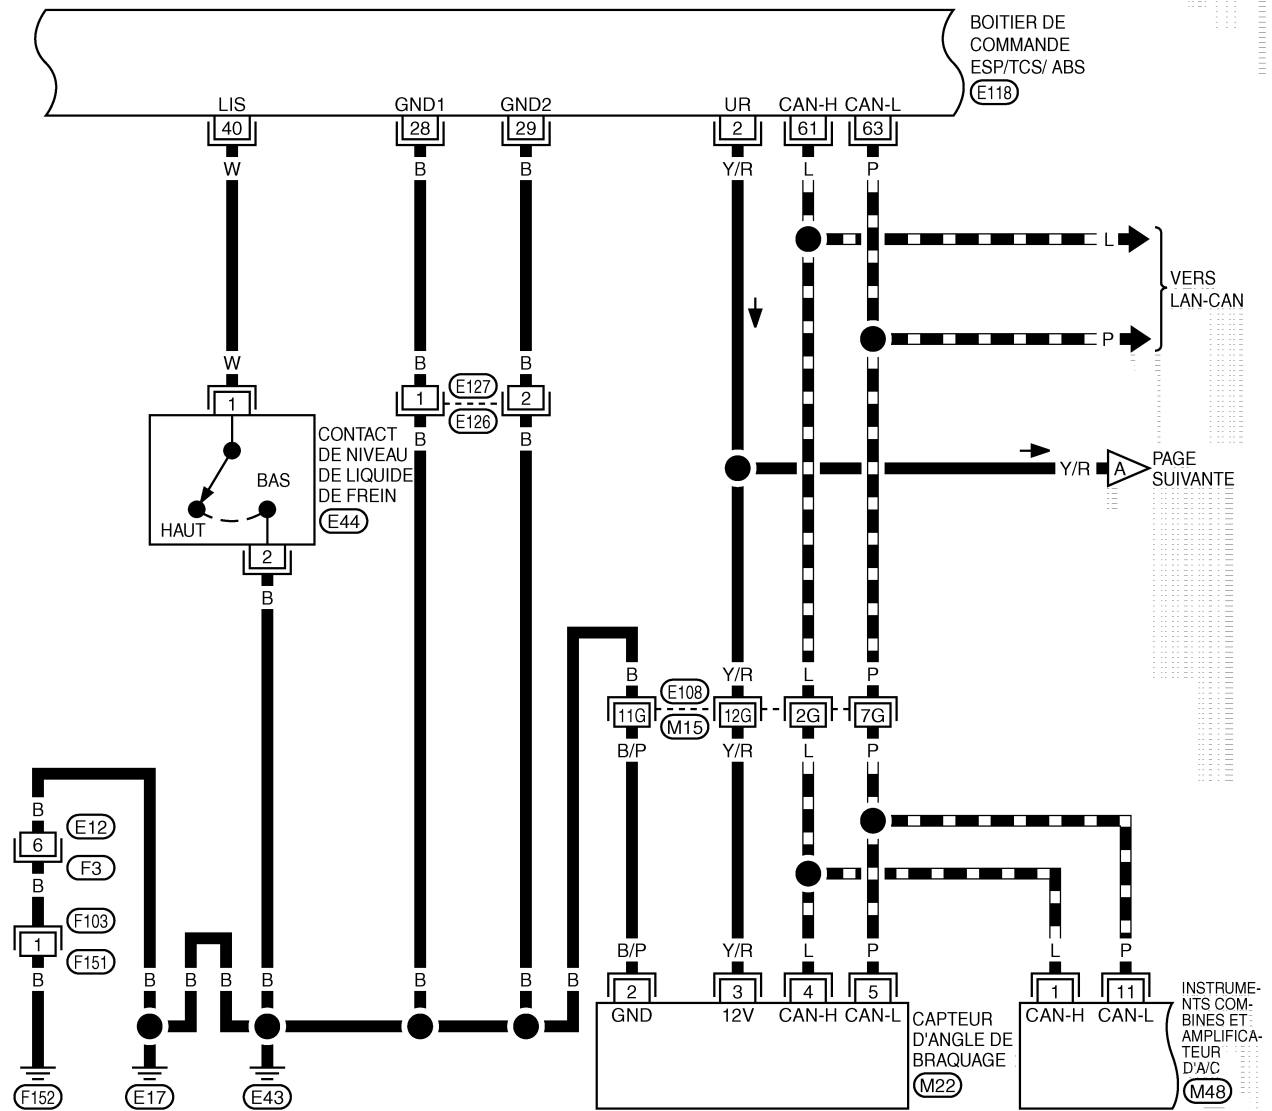 BOITIER DE
COMMANDE
ESP/TCS/ ABS
E118
LIS GND1 GND2 UR CAN-H CAN-L
40 28 29 2 61 63
W B B Y/R L P
L
VERS
LAN-CAN
P
W B B
1 1 E127 2
E126
B B
CONTACT
DE NIVEAU
DE LIQUIDE
DE FREIN
E44
BAS
HAUT
2
B
Y/R A PAGE
SUIVANTE
B Y/R L P
11G E108 12G 2G 7G
M15
B/P Y/R L P
B
6 E12
F3
B
F103
1
F151
B B B B B B B B
B/P Y/R L P L P
2 3 4 5 1 11
GND 12V CAN-H CAN-L CAN-H CAN-L
CAPTEUR
D'ANGLE DE
BRAQUAGE
M22
INSTRUME-
NTS COM-
BINES ET
AMPLIFICA-
TEUR
D'A/C
M48
F152 E17 E43